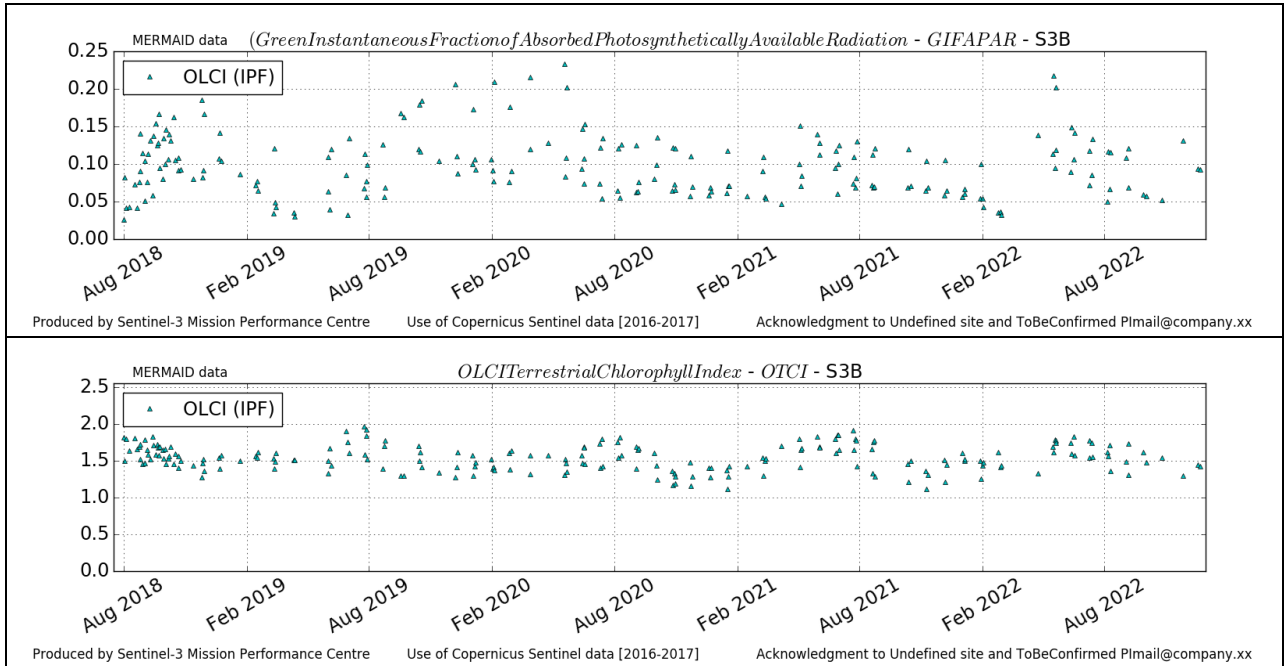 MERMAID data (GreenInstantaneousFractionofAbsorbedPhotosyntheticallyAvailableRadiation - GIFAPAR - S3B
0.25
OLCI (IPF)
0.20
0.15
0.10
0.05
0.00
Aug 2018 Feb 2019 Aug 2019 Feb 2020 Aug 2020 Feb 2021 Aug 2021 Feb 2022 Aug 2022
Produced by Sentinel-3 Mission Performance Centre Use of Copernicus Sentinel data [2016-2017] Acknowledgment to Undefined site and ToBeConfirmed PImail@company.xx
MERMAID data OLCITerrestrialChlorophyllIndex - OTCI - S3B
2.5
OLCI (IPF)
2.0
1.5
1.0
0.5
0.0
Aug 2018 Feb 2019 Aug 2019 Feb 2020 Aug 2020 Feb 2021 Aug 2021 Feb 2022 Aug 2022
Produced by Sentinel-3 Mission Performance Centre Use of Copernicus Sentinel data [2016-2017] Acknowledgment to Undefined site and ToBeConfirmed PImail@company.xx